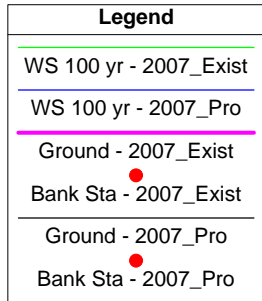 Legend
WS 100 yr - 2007_Exist
WS 100 yr - 2007_Pro
Ground - 2007_Exist
Bank Sta - 2007_Exist
Ground - 2007_Pro
Bank Sta - 2007_Pro